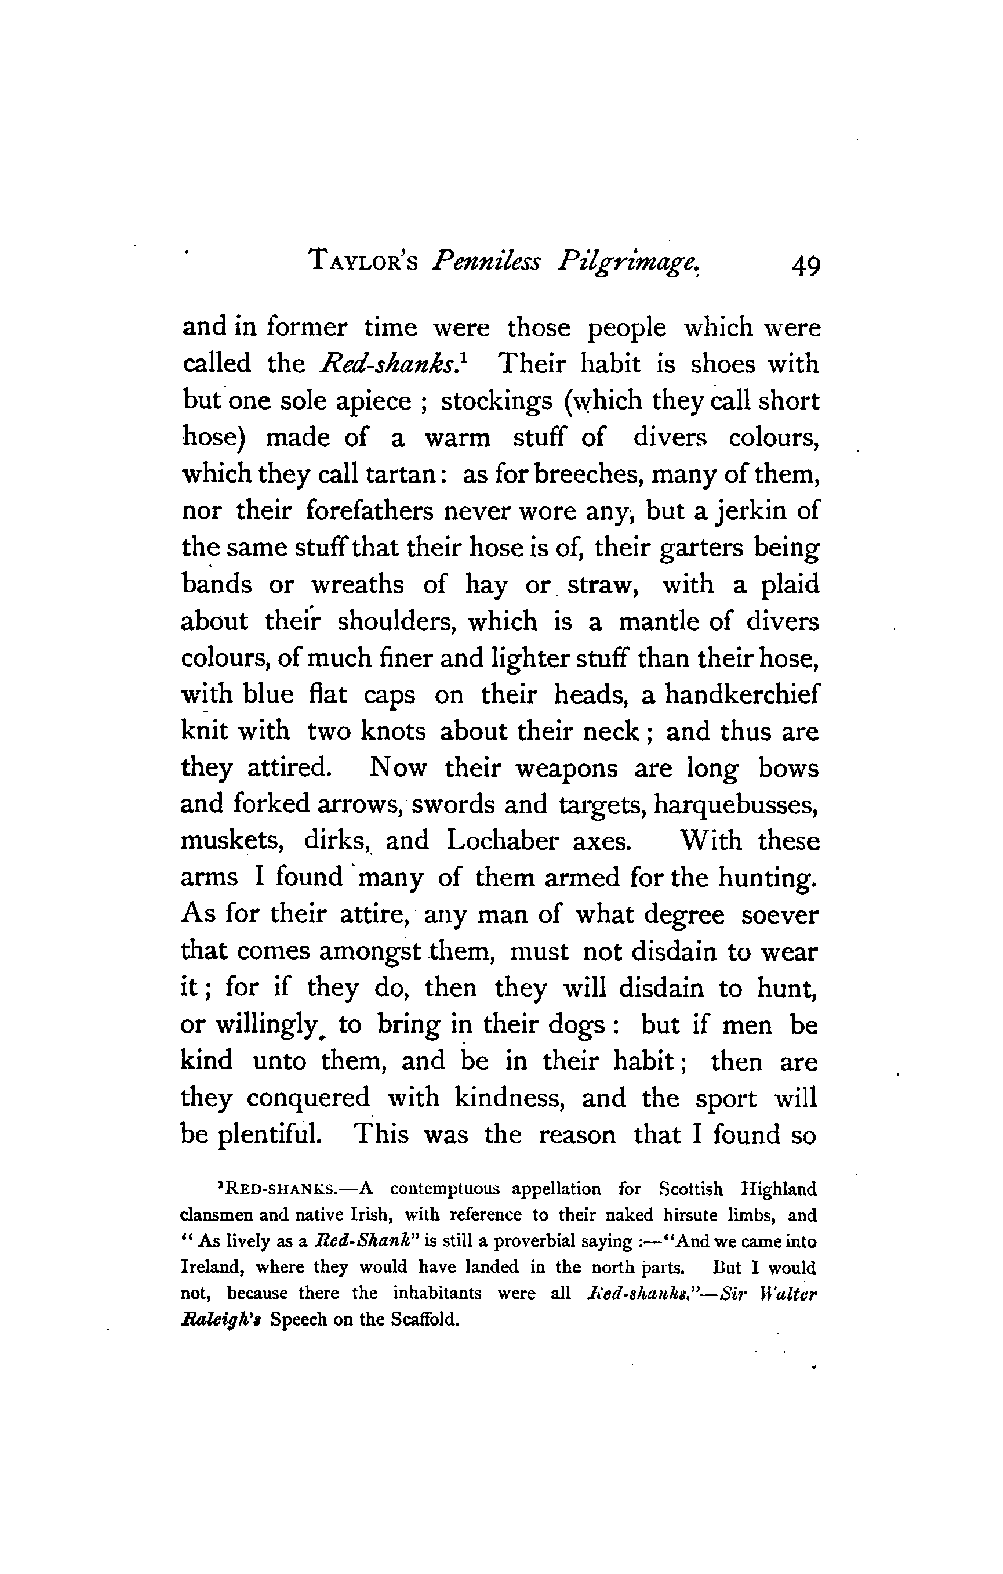 TAYLOR'S Penniless Pilgrimage. 49
and in former time were those people which were
called the Red-shanks.¹ Their habit is shoes with
but one sole apiece ; stockings (which they call short
hose) made of a warm stuff of divers colours,
which they call tartan : as for breeches, many of them,
nor their forefathers never wore any, but a jerkin of
the same stuff that their hose is of, their garters being
bands or wreaths of hay or straw, with a plaid
about their shoulders, which is a mantle of divers
colours, of much finer and lighter stuff than their hose,
with blue flat caps on their heads, a handkerchief
knit with two knots about their neck ; and thus are
they attired. Now their weapons are long bows
and forked arrows, swords and targets, harquebusses,
muskets, dirks, and Lochaber axes. With these
arms I found many of them armed for the hunting.
As for their attire, any man of what degree soever
that comes amongst them, must not disdain to wear
it ; for if they do, then they will disdain to hunt,
or willingly to bring in their dogs : but if men be
kind unto them, and be in their habit ; then are
they conquered with kindness, and the sport will
be plentiful. This was the reason that I found so
¹RED-SHANKS.—A contemptuous appellation for Scottish Highland
clansmen and native Irish, with reference to their naked hirsute limbs, and
" As lively as a Red-Shank" is still a proverbial saying :—"And we came into
Ireland, where they would have landed in the north parts. But I would
not, because there the inhabitants were all Red-shanks."—Sir Walter
Raleigh's Speech on the Scaffold.